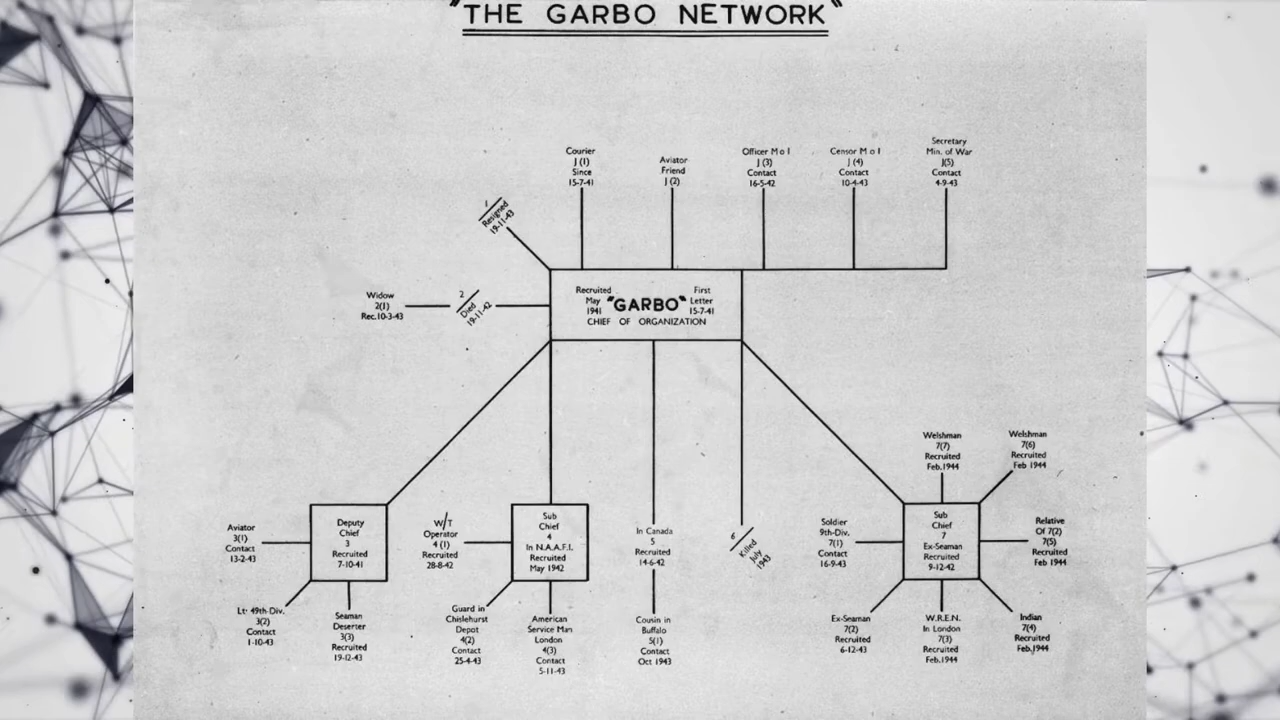 "THE GARBO NETWORK"
Courier
J (1)
Since
15-7-41
Aviator
Friend
J (2)
Officer M o I
J (3)
Contact
16-5-42
Censor M o I
J (4)
Contact
10-4-43
Secretary
Min. of War
J(5)
Contact
4-9-43
1
Resigned
19-11-43
Widow
2(1)
Rec.10-3-43
2
Died
19-11-42
Recruited
May
1941
"GARBO"
First
Letter
15-7-41
CHIEF OF ORGANIZATION
Aviator
3(1)
Contact
13-2-43
Deputy
Chief
3
Recruited
7-10-41
Lt. 49th Div.
3(2)
Contact
1-10-43
Seaman
Deserter
3(3)
Recruited
19-12-43
W/T
Operator
4 (1)
Recruited
28-8-42
Sub
Chief
4
In N.A.A.F.I.
Recruited
May 1942
Guard in
Chislehurst
Depot
4(2)
Contact
25-4-43
American
Service Man
London
4(3)
Contact
5-11-43
In Canada
5
Recruited
14-6-42
Cousin in
Buffalo
5(1)
Contact
Oct 1943
6
Killed
July
1943
Soldier
9th-Div.
7(1)
Contact
16-9-43
Sub
Chief
7
Ex-Seaman
Recruited
9-12-42
Welshman
7(7)
Recruited
Feb.1944
Welshman
7(6)
Recruited
Feb 1944
Relative
Of 7(2)
7(5)
Recruited
Feb 1944
Ex-Seaman
7(2)
Recruited
6-12-43
W.R.E.N.
In London
7(3)
Recruited
Feb.1944
Indian
7(4)
Recruited
Feb.1944